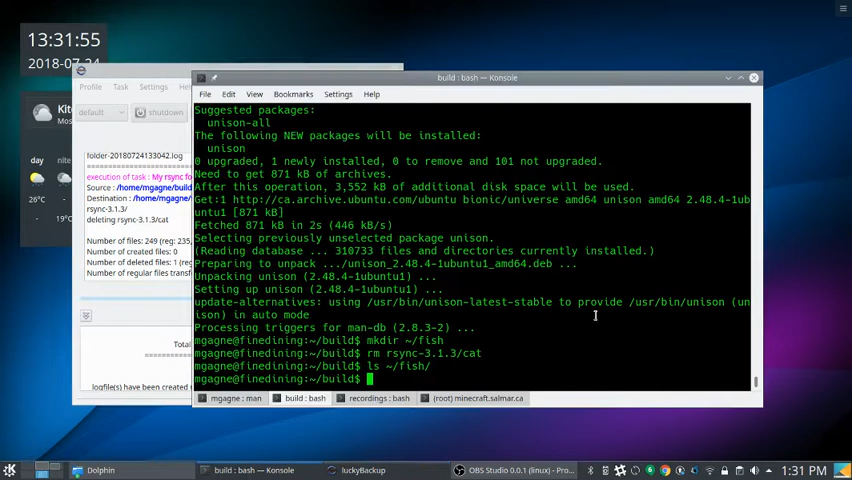 13:31:55
2018-07-24
build : bash — Konsole
Profile Task Settings
File Edit View Bookmarks Settings Help
default shutdown
Suggested packages:
unison-all
The following NEW packages will be installed:
unison
0 upgraded, 1 newly installed, 0 to remove and 101 not upgraded.
Need to get 871 kB of archives.
After this operation, 3,552 kB of additional disk space will be used.
Get:1 http://ca.archive.ubuntu.com/ubuntu bionic/universe amd64 unison amd64 2.48.4-1ub
untu1 [871 kB]
Fetched 871 kB in 2s (446 kB/s)
Selecting previously unselected package unison.
(Reading database ... 310733 files and directories currently installed.)
Preparing to unpack .../unison_2.48.4-1ubuntu1_amd64.deb ...
Unpacking unison (2.48.4-1ubuntu1) ...
Setting up unison (2.48.4-1ubuntu1) ...
update-alternatives: using /usr/bin/unison-latest-stable to provide /usr/bin/unison (un
ison) in auto mode
Processing triggers for man-db (2.8.3-2) ...
mgagne@finedining:~/build$ mkdir ~/fish
mgagne@finedining:~/build$ rm rsync-3.1.3/cat
mgagne@finedining:~/build$ ls ~/fish/
mgagne@finedining:~/build$
mgagne : man build : bash recordings : bash (root) minecraft.salmar.ca
folder-20180724133042.log
execution of task : My rsync fo
Source : /home/mgagne/build
Destination : /home/mgagne/
rsync-3.1.3/
deleting rsync-3.1.3/cat
Number of files: 249 (reg: 235,
Number of created files: 0
Number of deleted files: 1 (
Number of regular files transf
Total
logfile(s) have been created
Kit
Mos
day nite
26°C 19°C
Dolphin build : bash — Konsole luckyBackup OBS Studio 0.0.1 (linux) - Pro... 1:31 PM